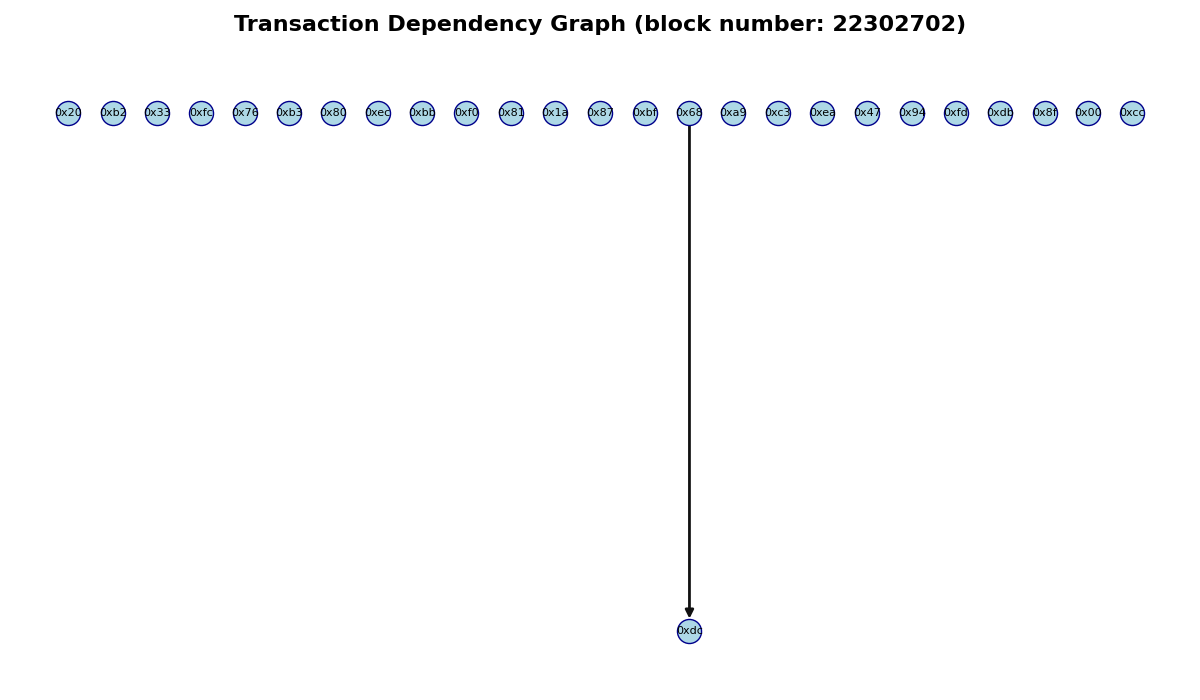 Transaction Dependency Graph (block number: 22302702)
0x20 0xb2 0x33 0xfc 0x76 0xb3 0x80 0xec 0xbb 0xf0 0x81 0x1a 0x87 0xbf 0x68 0xa9 0xc3 0xea 0x47 0x94 0xfd 0xdb 0x8f 0x00 0xcc
0xdc